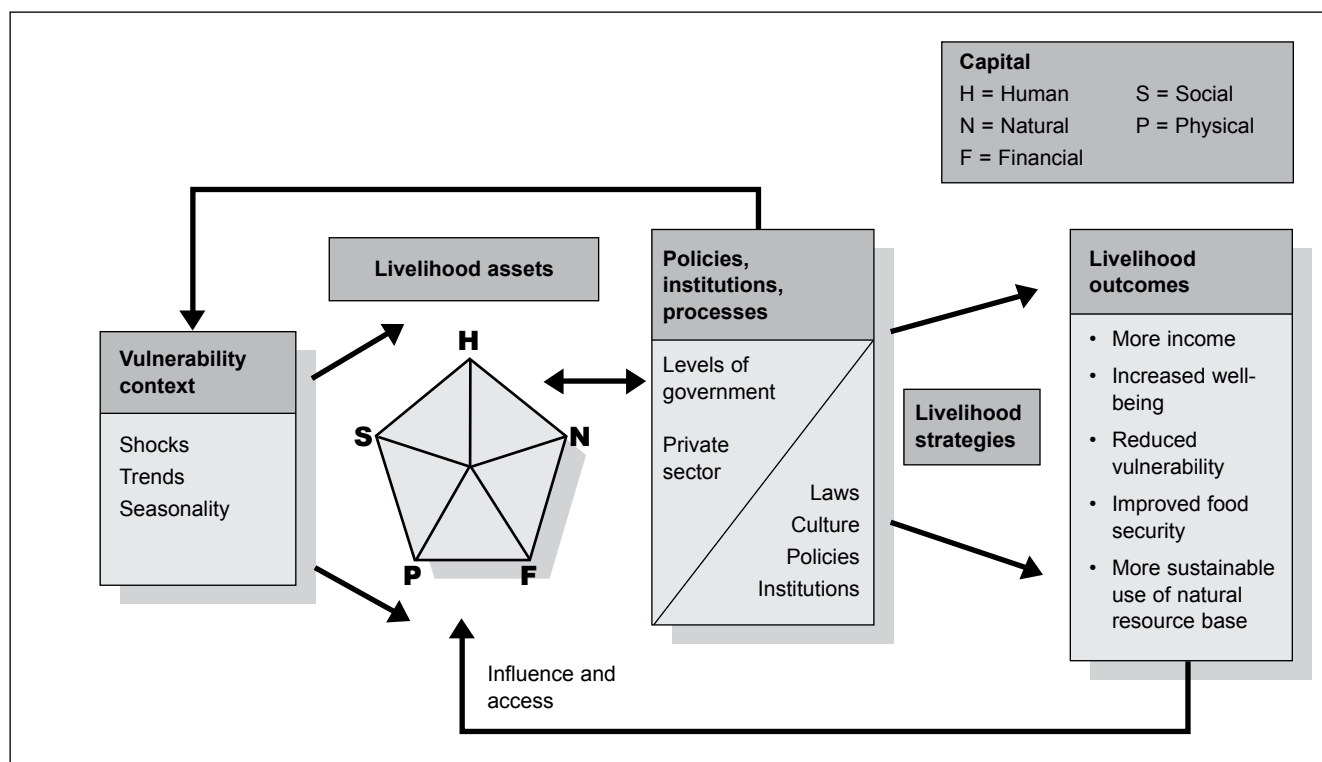 Capital
H = Human
S = Social
N = Natural
P = Physical
F = Financial
Livelihood assets
Policies,
institutions,
processes
Livelihood
outcomes
Vulnerability
context
Shocks
Trends
Seasonality
H
S
N
P
F
Levels of
government
Private
sector
Laws
Culture
Policies
Institutions
Livelihood
strategies
• More income
• Increased well-
being
• Reduced
vulnerability
• Improved food
security
• More sustainable
use of natural
resource base
Influence and
access